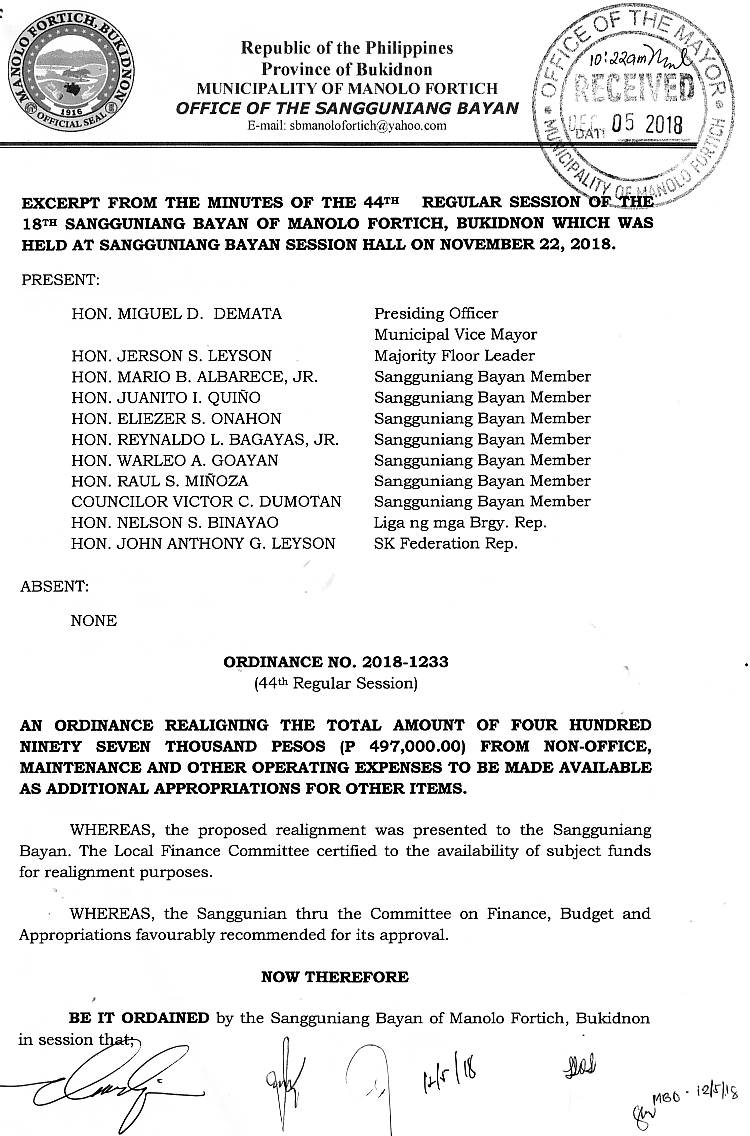 MANOLO FORTICH, BUKIDNON
1916
OFFICIAL SEAL
Republic of the Philippines
Province of Bukidnon
MUNICIPALITY OF MANOLO FORTICH
OFFICE OF THE SANGGUNIANG BAYAN
E-mail: sbmanolofortich@yahoo.com
OFFICE OF THE MAYOR
10:22am
RECEIVED
DATE: DEC 05 2018
MUNICIPALITY OF MANOLO FORTICH
EXCERPT FROM THE MINUTES OF THE 44TH REGULAR SESSION OF THE
18TH SANGGUNIANG BAYAN OF MANOLO FORTICH, BUKIDNON WHICH WAS
HELD AT SANGGUNIANG BAYAN SESSION HALL ON NOVEMBER 22, 2018.
PRESENT:
HON. MIGUEL D. DEMATA Presiding Officer
Municipal Vice Mayor
HON. JERSON S. LEYSON Majority Floor Leader
HON. MARIO B. ALBARECE, JR. Sangguniang Bayan Member
HON. JUANITO I. QUIÑO Sangguniang Bayan Member
HON. ELIEZER S. ONAHON Sangguniang Bayan Member
HON. REYNALDO L. BAGAYAS, JR. Sangguniang Bayan Member
HON. WARLEO A. GOAYAN Sangguniang Bayan Member
HON. RAUL S. MIÑOZA Sangguniang Bayan Member
COUNCILOR VICTOR C. DUMOTAN Sangguniang Bayan Member
HON. NELSON S. BINAYAO Liga ng mga Brgy. Rep.
HON. JOHN ANTHONY G. LEYSON SK Federation Rep.
ABSENT:
NONE
ORDINANCE NO. 2018-1233
(44th Regular Session)
AN ORDINANCE REALIGNING THE TOTAL AMOUNT OF FOUR HUNDRED
NINETY SEVEN THOUSAND PESOS (P 497,000.00) FROM NON-OFFICE,
MAINTENANCE AND OTHER OPERATING EXPENSES TO BE MADE AVAILABLE
AS ADDITIONAL APPROPRIATIONS FOR OTHER ITEMS.
WHEREAS, the proposed realignment was presented to the Sangguniang
Bayan. The Local Finance Committee certified to the availability of subject funds
for realignment purposes.
WHEREAS, the Sanggunian thru the Committee on Finance, Budget and
Appropriations favourably recommended for its approval.
NOW THEREFORE
BE IT ORDAINED by the Sangguniang Bayan of Manolo Fortich, Bukidnon
in session that;
12/5/18
MBO - 12/5/18